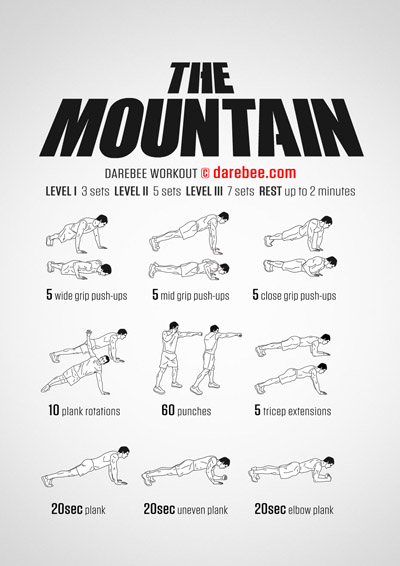 THE
MOUNTAIN
DAREBEE WORKOUT © darebee.com
LEVEL I 3 sets LEVEL II 5 sets LEVEL III 7 sets REST up to 2 minutes
5 wide grip push-ups
5 mid grip push-ups
5 close grip push-ups
10 plank rotations
60 punches
5 tricep extensions
20sec plank
20sec uneven plank
20sec elbow plank